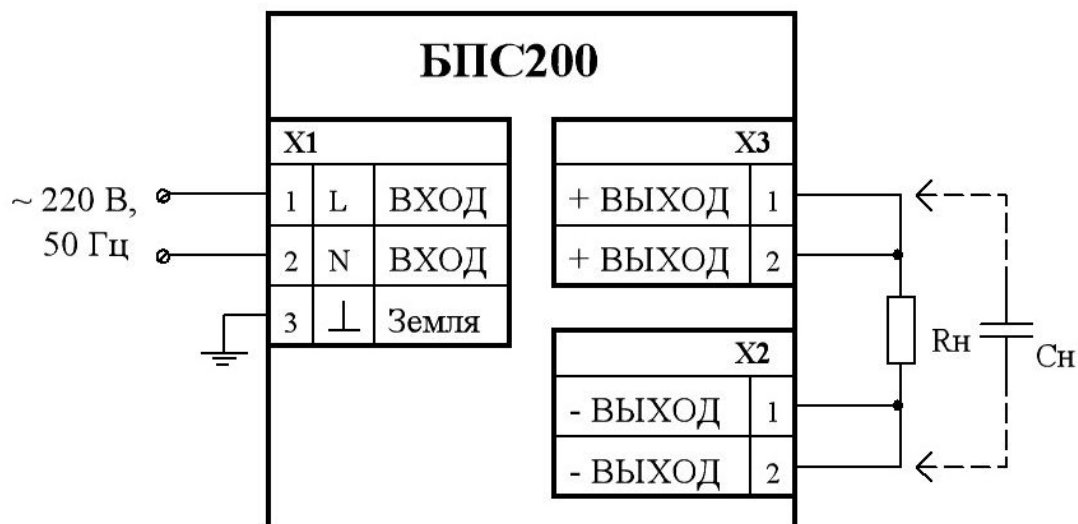 БПС200
X1
1 L ВХОД
2 N ВХОД
3 ⊥ Земля
~ 220 В,
50 Гц
X3
+ ВЫХОД 1
+ ВЫХОД 2
X2
- ВЫХОД 1
- ВЫХОД 2
Rн
Сн